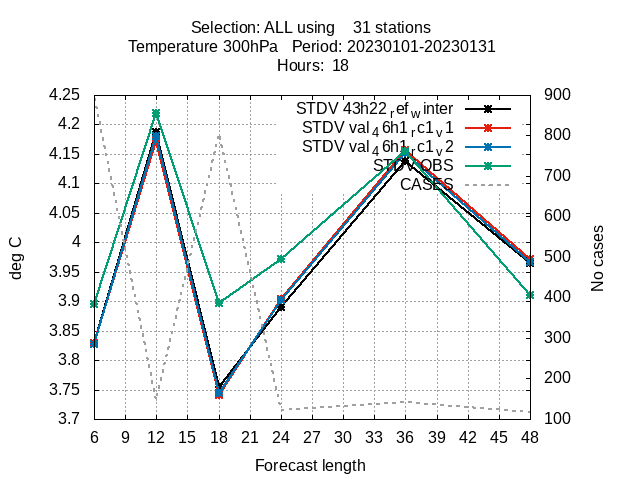 Selection: ALL using 31 stations
Temperature 300hPa Period: 20230101-20230131
Hours: 18
4.25
4.2
4.15
4.1
4.05
4
3.95
3.9
3.85
3.8
3.75
3.7
deg C
STDV 43h22refwinter
STDV val46h1rc1v1
STDV val46h1rc1v2
STDV OBS
CASES
900
800
700
600
500
400
300
200
100
No cases
6 9 12 15 18 21 24 27 30 33 36 39 42 45 48
Forecast length